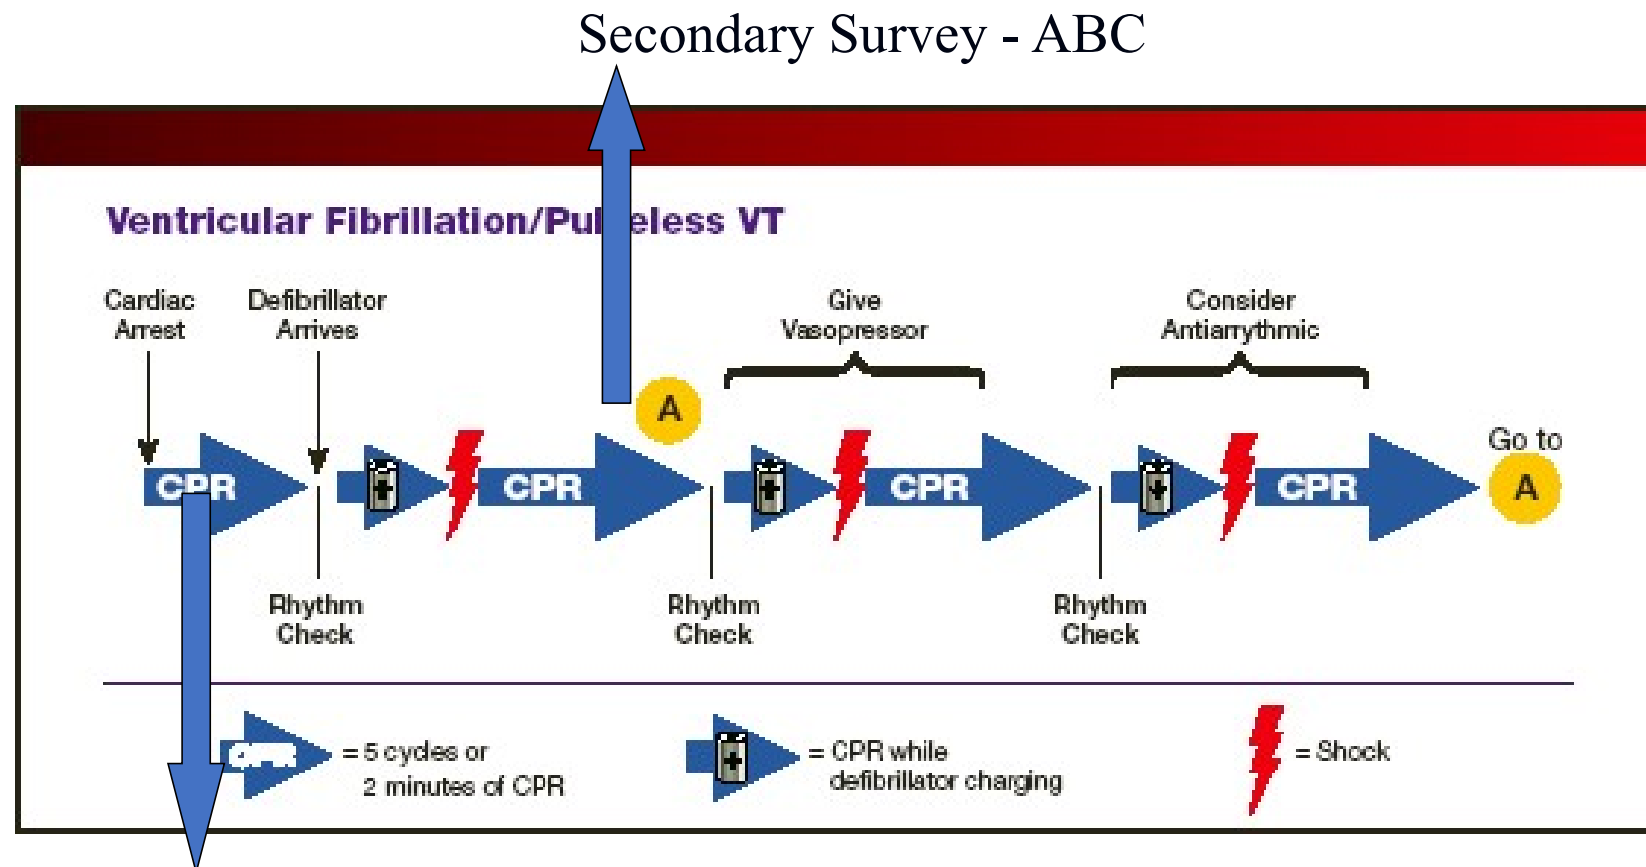 Secondary Survey - ABC
Ventricular Fibrillation/Pul eless VT
Cardiac
Arrest
Defibrillator
Arrives
Give
Vasopressor
Consider
Antiarrythmic
A
CPR
CPR
CPR
CPR
Go to
A
Rhythm
Check
Rhythm
Check
Rhythm
Check
= 5 cycles or
2 minutes of CPR
= CPR while
defibrillator charging
= Shock